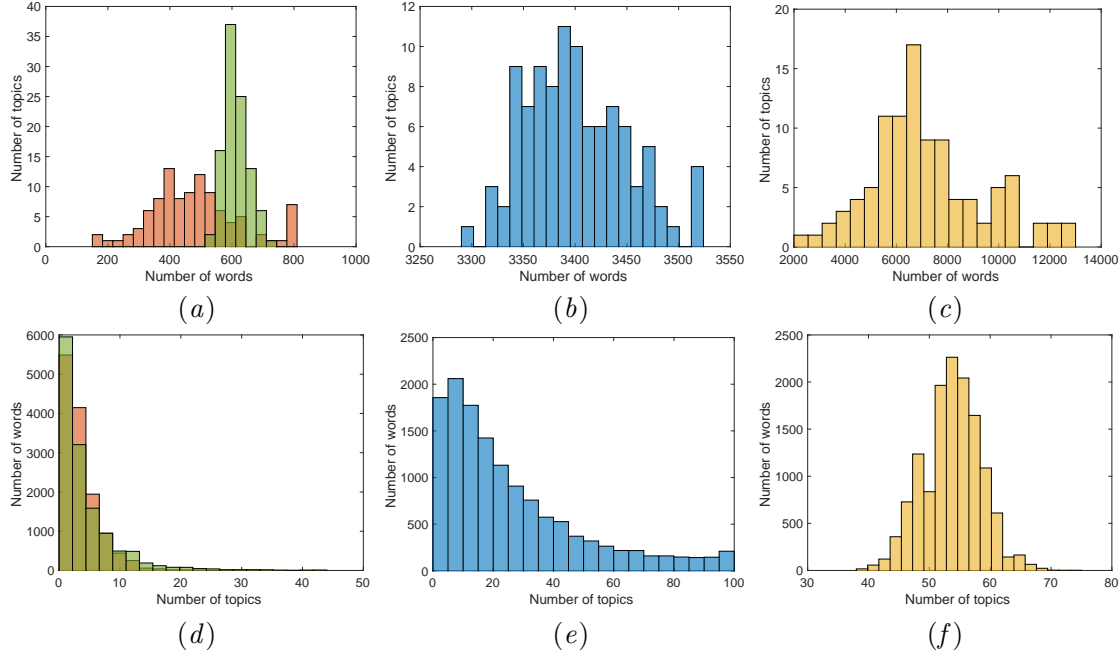 Number of topics
40
35
30
25
20
15
10
5
0
0 200 400 600 800 1000
Number of words
(a)
Number of topics
12
10
8
6
4
2
0
3250 3300 3350 3400 3450 3500 3550
Number of words
(b)
Number of topics
20
15
10
5
0
2000 4000 6000 8000 10000 12000 14000
Number of words
(c)
Number of words
6000
5000
4000
3000
2000
1000
0
0 10 20 30 40 50
Number of topics
(d)
Number of words
2500
2000
1500
1000
500
0
0 20 40 60 80 100
Number of topics
(e)
Number of words
2500
2000
1500
1000
500
0
30 40 50 60 70 80
Number of topics
(f)